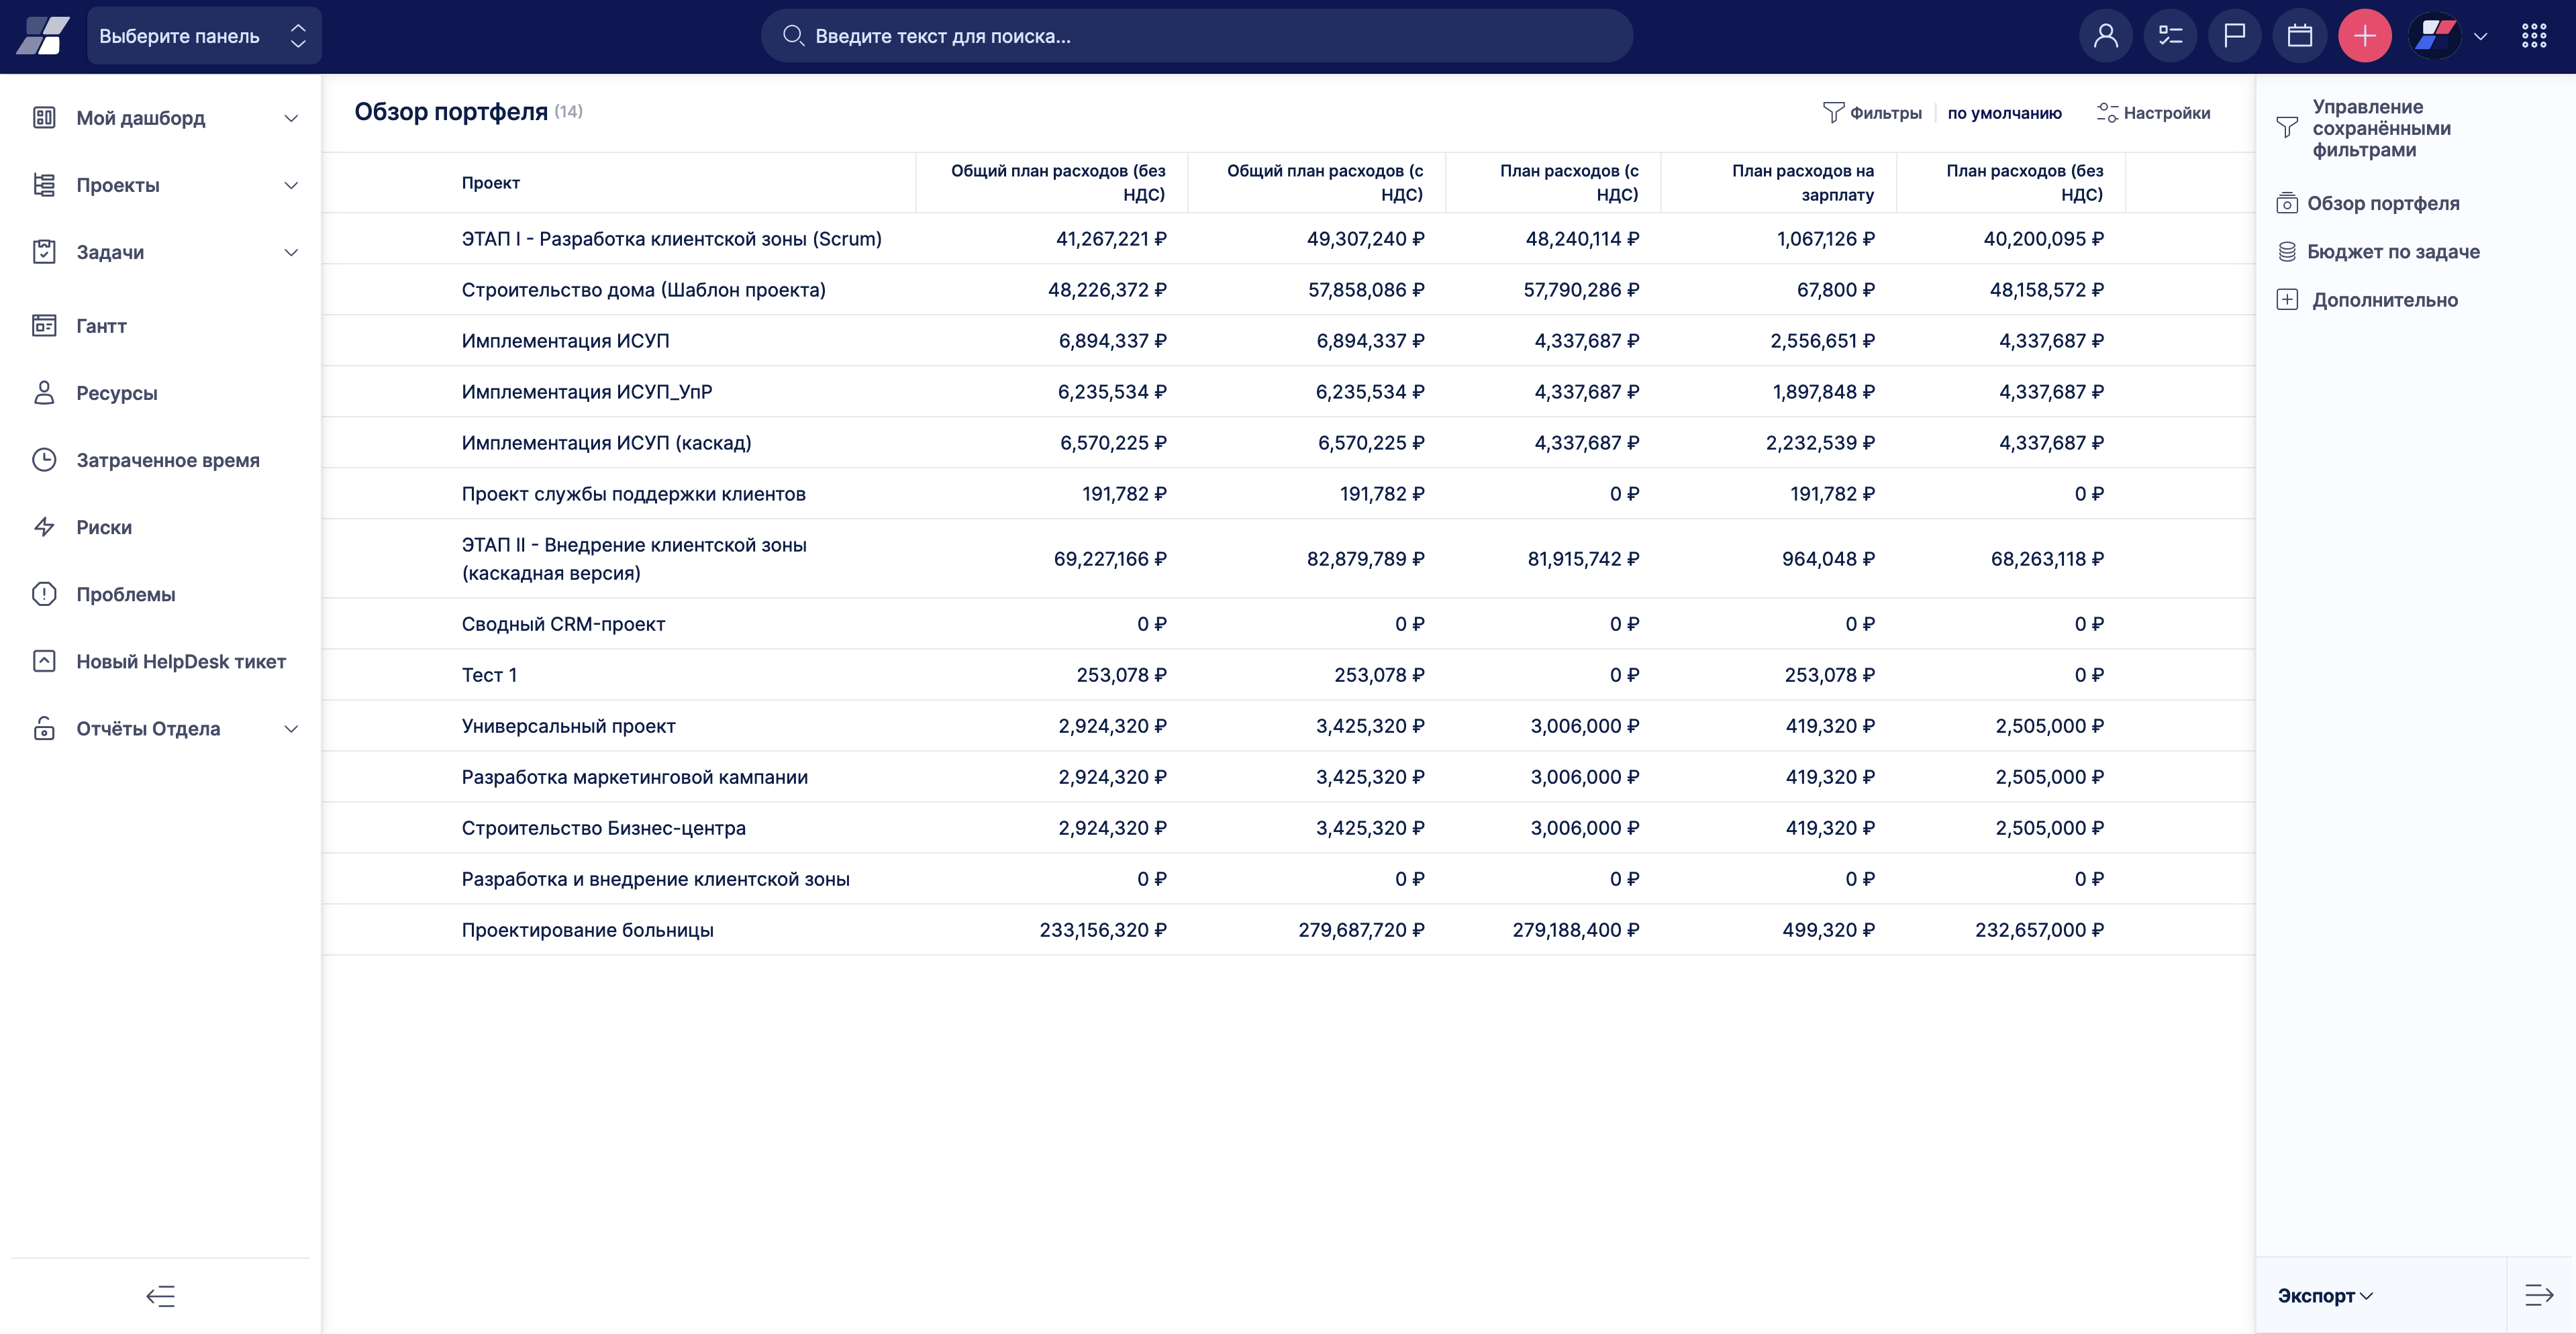 Выберите панель
Введите текст для поиска...
Мой дашборд
Проекты
Задачи
Гантт
Ресурсы
Затраченное время
Риски
Проблемы
Новый HelpDesk тикет
Отчёты Отдела
Обзор портфеля (14)
Фильтры по умолчанию Настройки
Проект Общий план расходов (без НДС) Общий план расходов (с НДС) План расходов (с НДС) План расходов на зарплату План расходов (без НДС)
ЭТАП I - Разработка клиентской зоны (Scrum) 41,267,221 ₽ 49,307,240 ₽ 48,240,114 ₽ 1,067,126 ₽ 40,200,095 ₽
Строительство дома (Шаблон проекта) 48,226,372 ₽ 57,858,086 ₽ 57,790,286 ₽ 67,800 ₽ 48,158,572 ₽
Имплементация ИСУП 6,894,337 ₽ 6,894,337 ₽ 4,337,687 ₽ 2,556,651 ₽ 4,337,687 ₽
Имплементация ИСУП_УпР 6,235,534 ₽ 6,235,534 ₽ 4,337,687 ₽ 1,897,848 ₽ 4,337,687 ₽
Имплементация ИСУП (каскад) 6,570,225 ₽ 6,570,225 ₽ 4,337,687 ₽ 2,232,539 ₽ 4,337,687 ₽
Проект службы поддержки клиентов 191,782 ₽ 191,782 ₽ 0 ₽ 191,782 ₽ 0 ₽
ЭТАП II - Внедрение клиентской зоны (каскадная версия) 69,227,166 ₽ 82,879,789 ₽ 81,915,742 ₽ 964,048 ₽ 68,263,118 ₽
Сводный CRM-проект 0 ₽ 0 ₽ 0 ₽ 0 ₽ 0 ₽
Тест 1 253,078 ₽ 253,078 ₽ 0 ₽ 253,078 ₽ 0 ₽
Универсальный проект 2,924,320 ₽ 3,425,320 ₽ 3,006,000 ₽ 419,320 ₽ 2,505,000 ₽
Разработка маркетинговой кампании 2,924,320 ₽ 3,425,320 ₽ 3,006,000 ₽ 419,320 ₽ 2,505,000 ₽
Строительство Бизнес-центра 2,924,320 ₽ 3,425,320 ₽ 3,006,000 ₽ 419,320 ₽ 2,505,000 ₽
Разработка и внедрение клиентской зоны 0 ₽ 0 ₽ 0 ₽ 0 ₽ 0 ₽
Проектирование больницы 233,156,320 ₽ 279,687,720 ₽ 279,188,400 ₽ 499,320 ₽ 232,657,000 ₽
Управление
сохранёнными
фильтрами
Обзор портфеля
Бюджет по задаче
Дополнительно
Экспорт